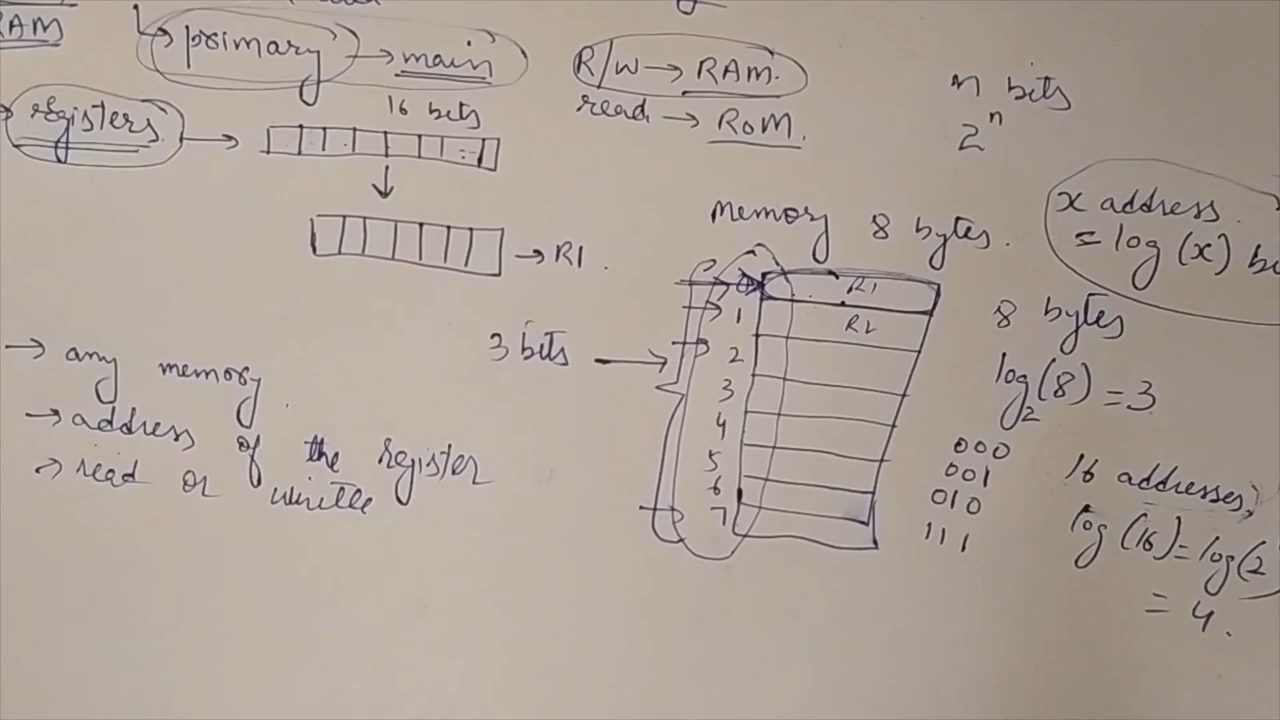 RAM
primary → main
R/W → RAM.
read → ROM.
n bits
2^n
registers →
16 bits
→ R1.
x address.
= log(x)
memory 8 bytes.
0 R1
1 R2
2
3
4
5
6
7
3 bits →
8 bytes
log₂(8) = 3
000
001
010
111
16 addresses,
log(16) = log(2
= 4.
→ any memory
→ address of the register
→ read or writte